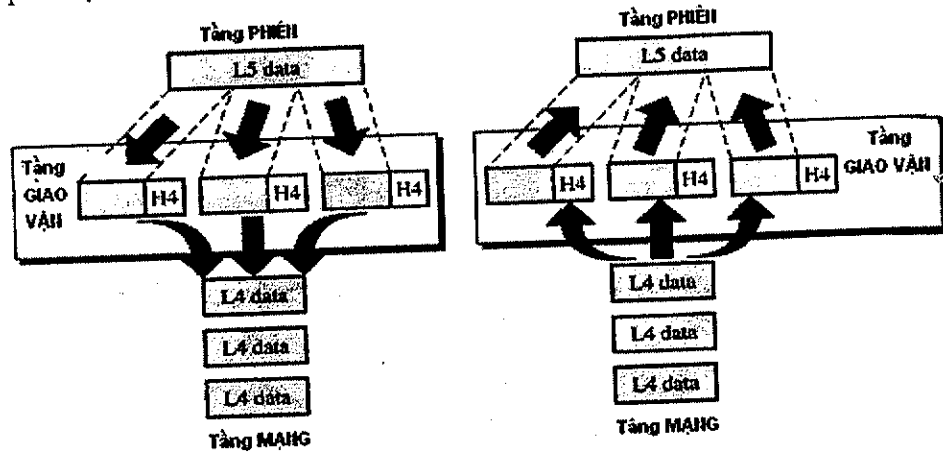 Tầng PHIÊN
L5 data
Tầng
GIAO
VẬN
H4
H4
H4
L4 data
L4 data
L4 data
Tầng MẠNG
Tầng PHIÊN
L5 data
Tầng
GIAO VẬN
H4
H4
H4
L4 data
L4 data
L4 data
Tầng MẠNG